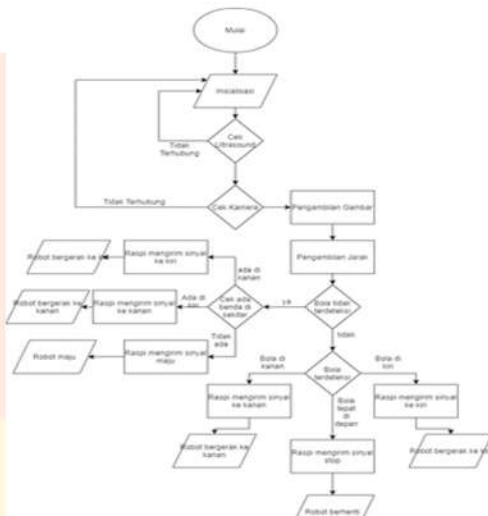 Mulai
Inisialisasi
Cek
Ultrasound
Tidak
Terhubung
Tidak Terhubung
Cek Kamera
Pengambilan Gambar
Pengambilan Jarak
Bola tidak
terdeteksi
ya
tidak
Cek ada
benda di
sekitar
ada di
kanan
Raspi mengirim sinyal
ke kiri
Robot bergerak ke
Ada di
kiri
Raspi mengirim sinyal
ke kanan
Robot bergerak ke
kanan
Tidak
ada
Raspi mengirim sinyal
maju
Robot maju
Bola
terdeteksi
Bola di
kanan
Raspi mengirim sinyal
ke kanan
Robot bergerak ke
kanan
Bola
tepat di
depan
Raspi mengirim sinyal
stop
Robot berhenti
Bola di
kiri
Raspi mengirim sinyal
ke kiri
Robot bergerak ke